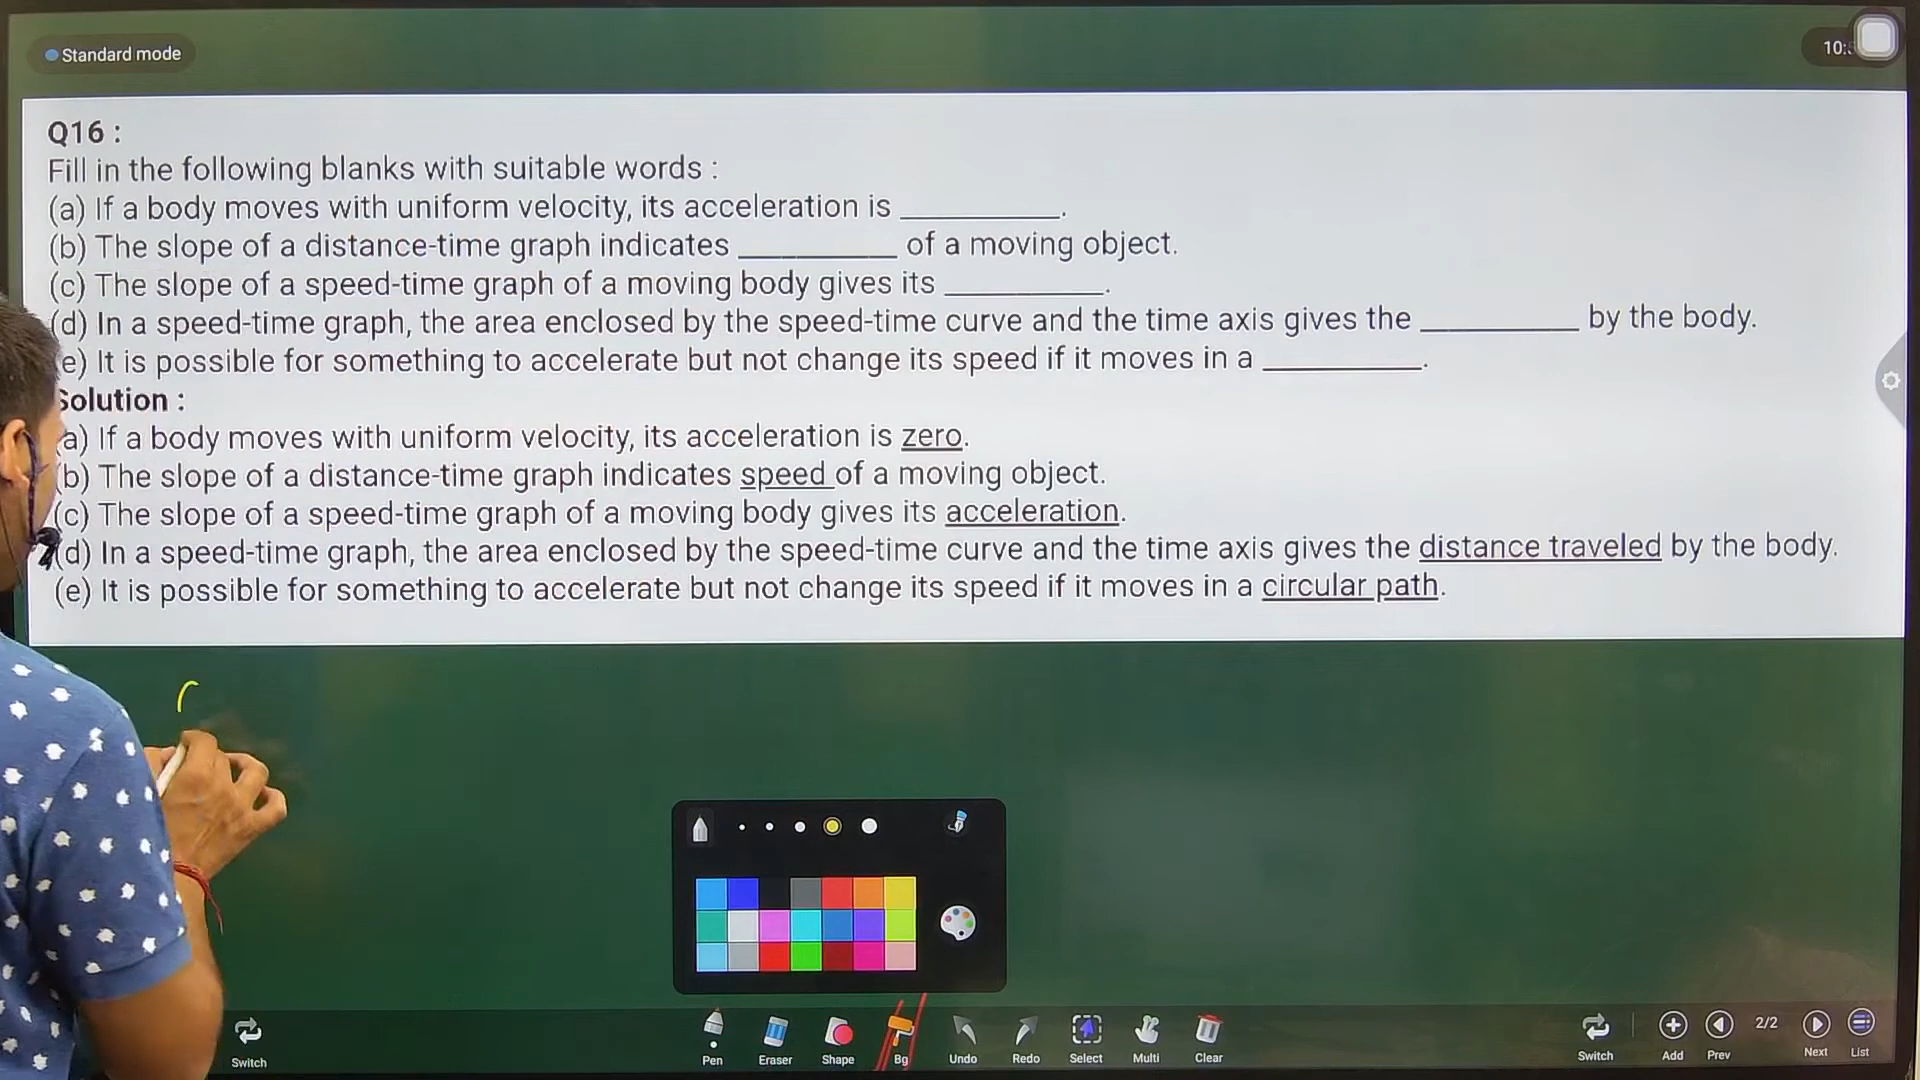 Standard mode
10:
Q16 :
Fill in the following blanks with suitable words :
(a) If a body moves with uniform velocity, its acceleration is __________.
(b) The slope of a distance-time graph indicates __________ of a moving object.
(c) The slope of a speed-time graph of a moving body gives its __________.
(d) In a speed-time graph, the area enclosed by the speed-time curve and the time axis gives the __________ by the body.
e) It is possible for something to accelerate but not change its speed if it moves in a __________.
Solution :
a) If a body moves with uniform velocity, its acceleration is zero.
(b) The slope of a distance-time graph indicates speed of a moving object.
(c) The slope of a speed-time graph of a moving body gives its acceleration.
(d) In a speed-time graph, the area enclosed by the speed-time curve and the time axis gives the distance traveled by the body.
(e) It is possible for something to accelerate but not change its speed if it moves in a circular path.
Switch
Pen
Eraser
Shape
Bg
Undo
Redo
Select
Multi
Clear
Switch
Add
Prev
2/2
Next
List